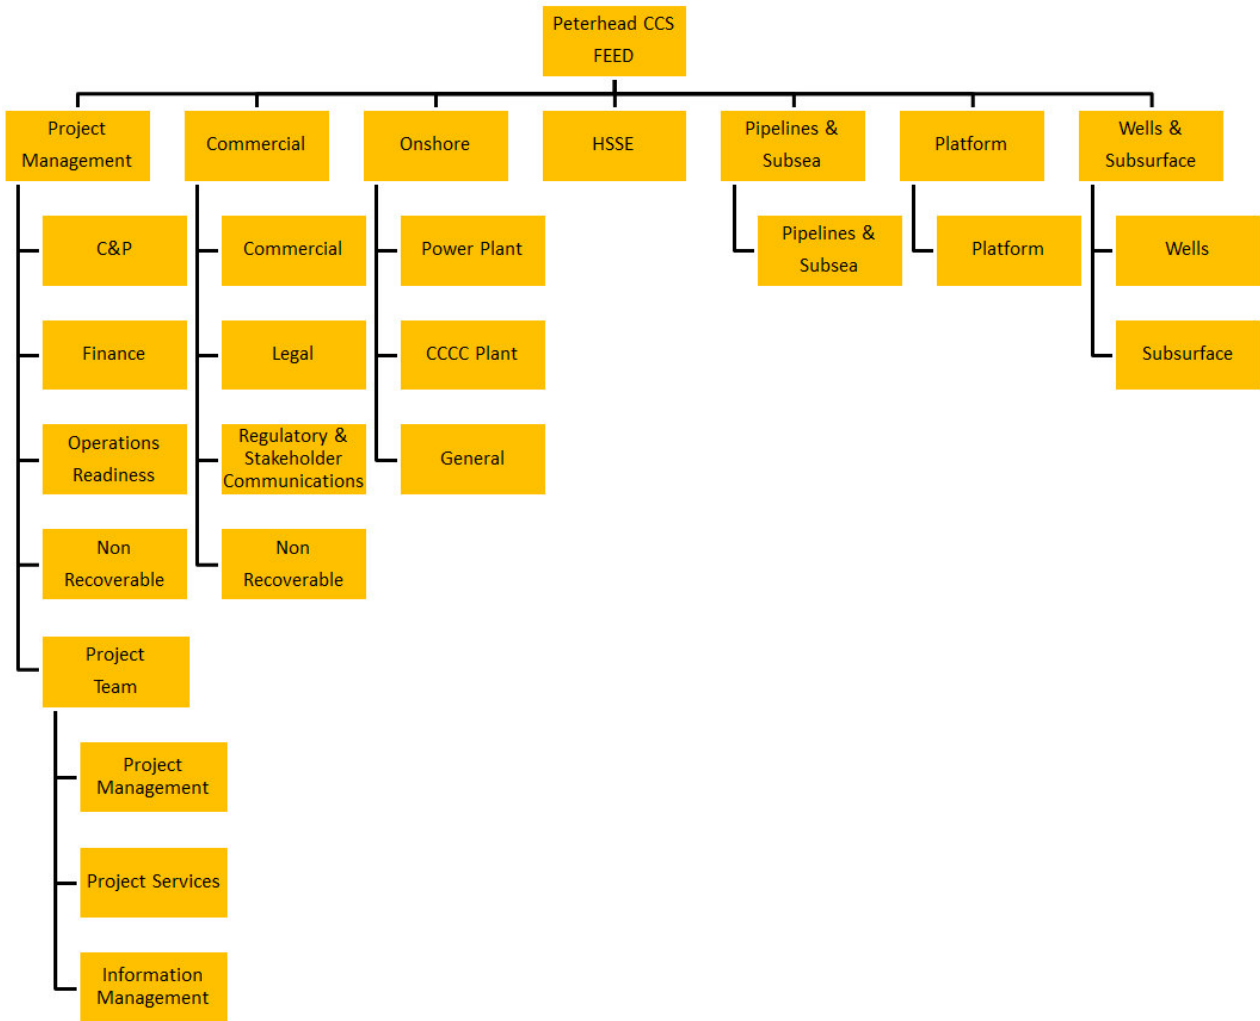 Peterhead CCS
FEED
Project
Management
Commercial
Onshore
HSSE
Pipelines &
Subsea
Platform
Wells &
Subsurface
C&P
Commercial
Power Plant
Pipelines &
Subsea
Platform
Wells
Finance
Legal
CCCC Plant
Subsurface
Operations
Readiness
Regulatory &
Stakeholder
Communications
General
Non
Recoverable
Non
Recoverable
Project
Team
Project
Management
Project Services
Information
Management